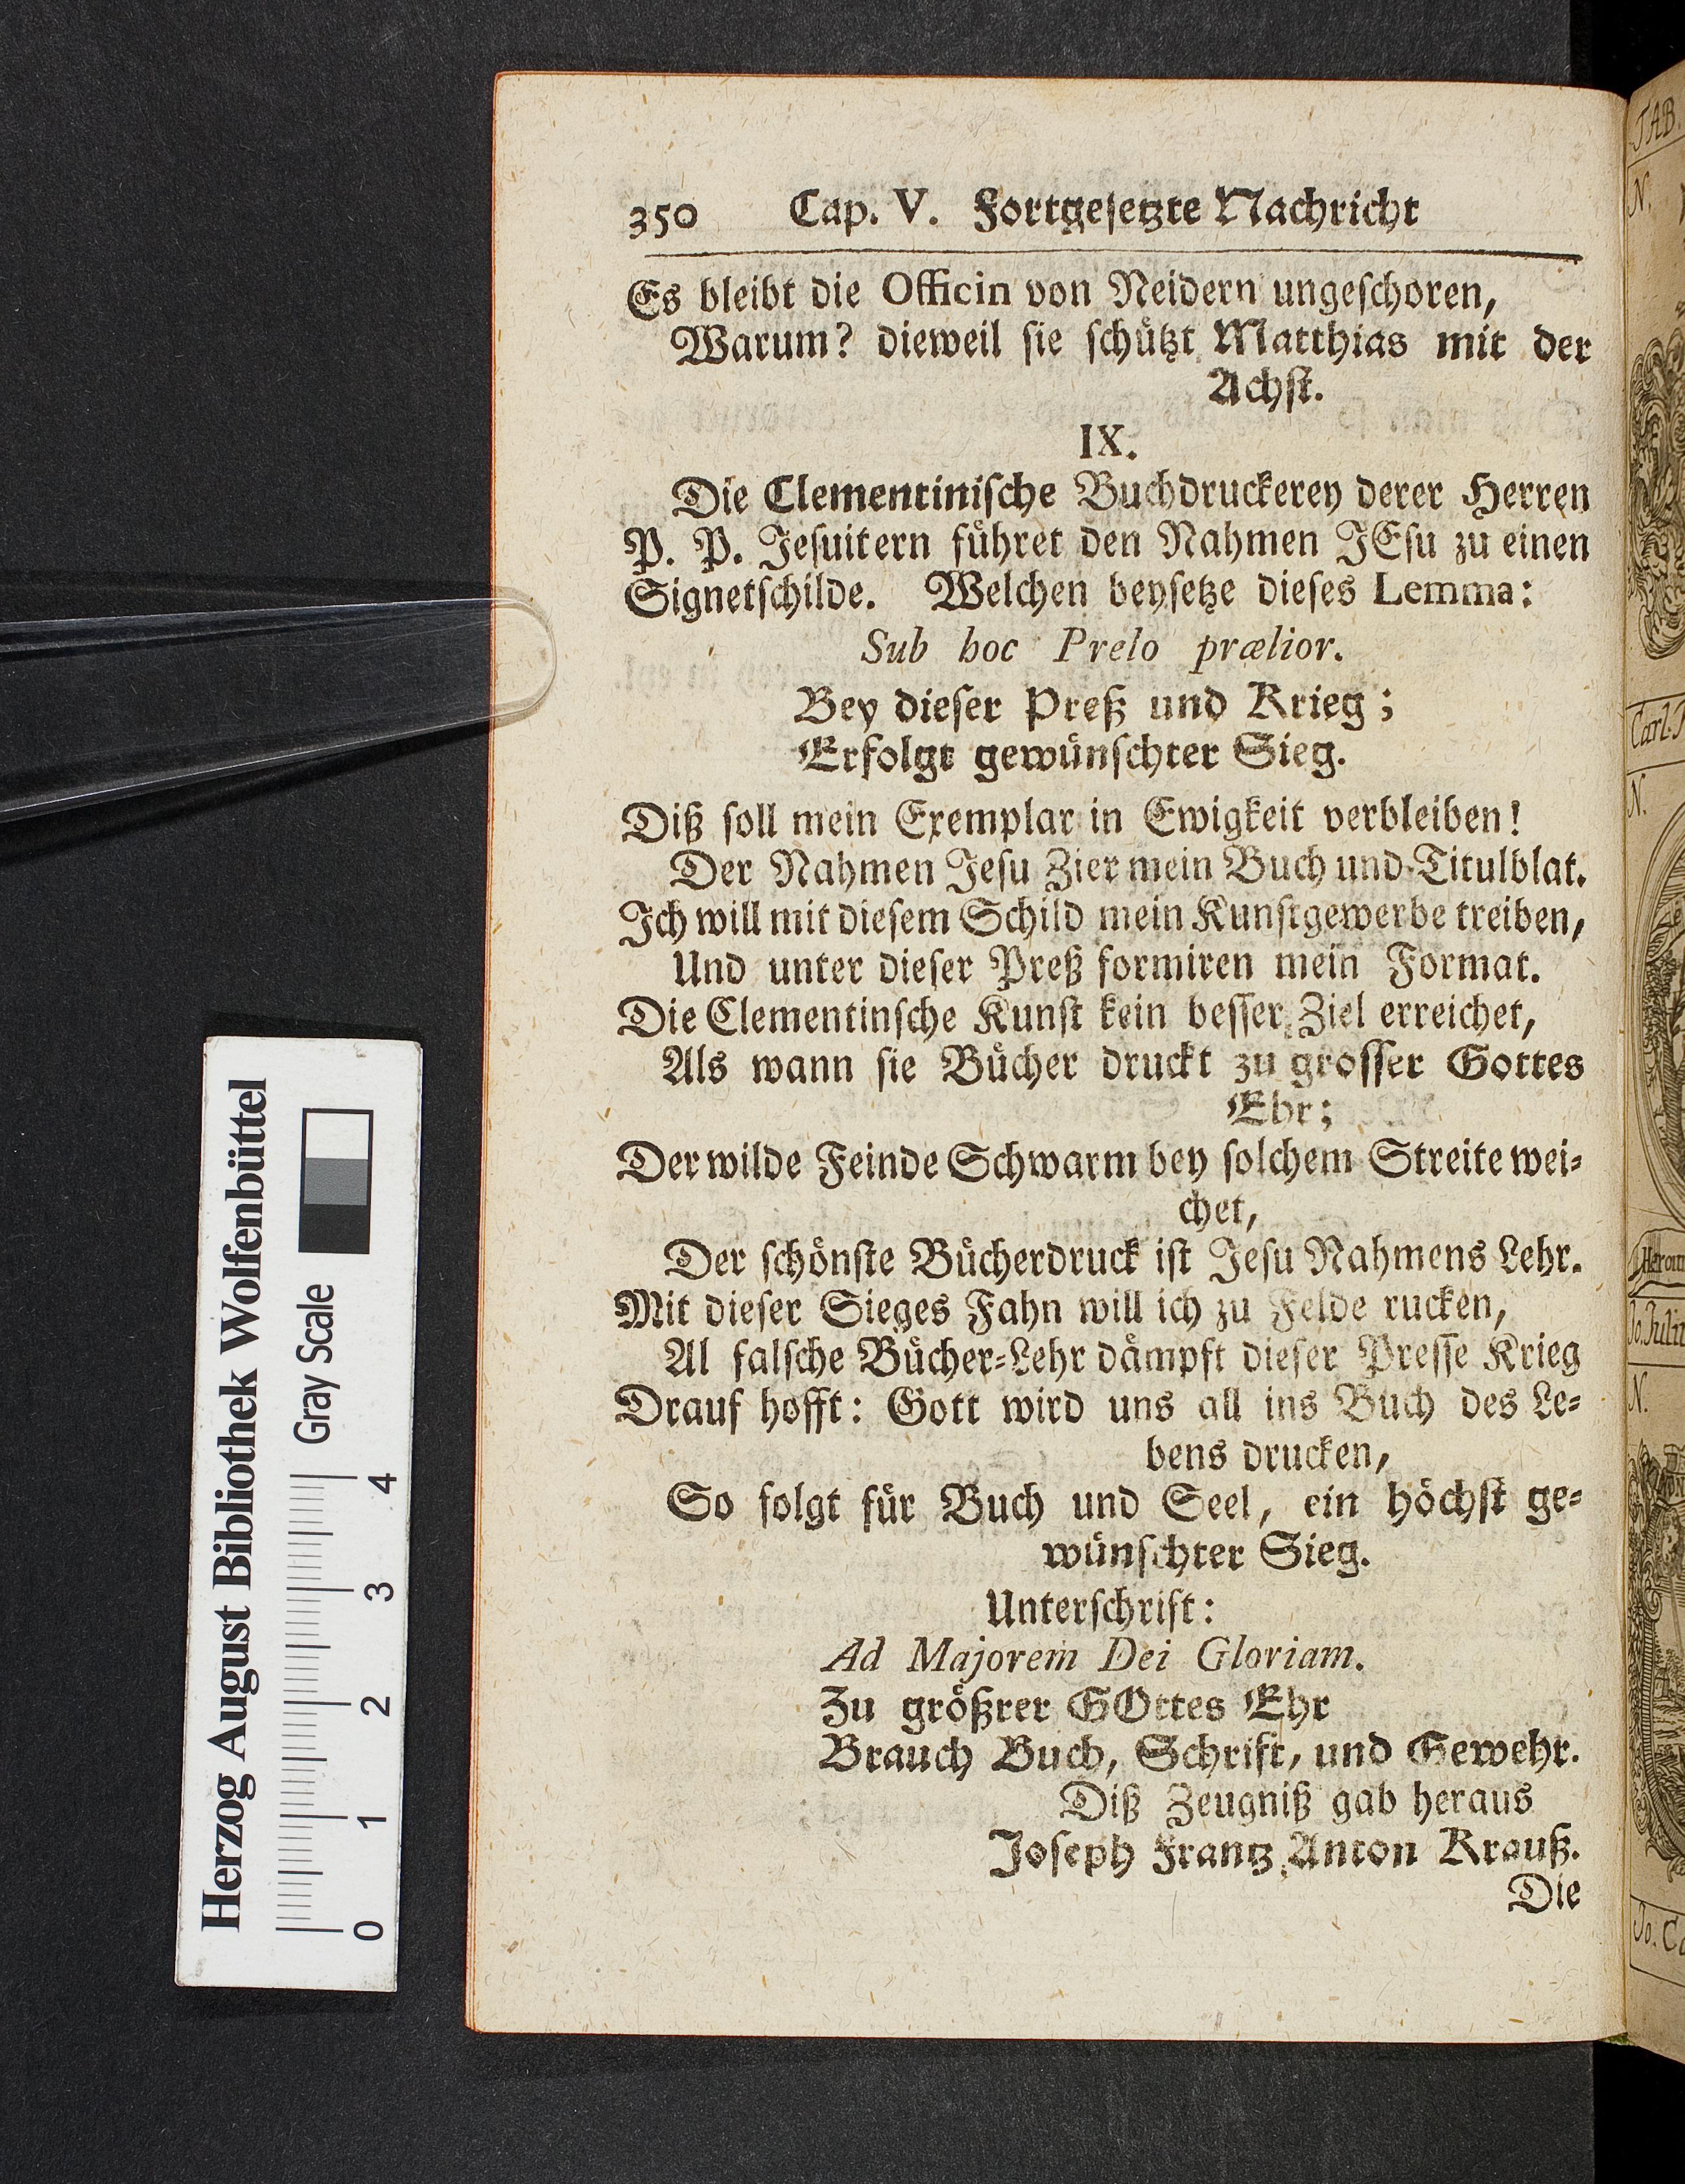 350 Cap. V. Fortgesetzte Nachricht
Es bleibt die Officin von Neidern ungeschoren,
Warum? dieweil sie schützt Matthias mit der
Achst.
IX.
Die Clementinische Buchdruckerey derer Herren
P. P. Jesuitern führet den Nahmen JEsu zu einen
Signetschilde. Welchen beysetze dieses Lemma:
Sub hoc Prelo prælior.
Bey dieser Preß und Krieg;
Erfolgt gewünschter Sieg.
Diß soll mein Exemplar in Ewigkeit verbleiben!
Der Nahmen Jesu Zier mein Buch und Titulblat.
Ich will mit diesem Schild mein Kunstgewerbe treiben,
Und unter dieser Preß formiren mein Format.
Die Clementinsche Kunst kein besser Ziel erreichet,
Als wann sie Bücher druckt zu grosser Gottes
Ehr;
Der wilde Feinde Schwarm bey solchem Streite wei-
chet,
Der schönste Bücherdruck ist Jesu Nahmens Lehr.
Mit dieser Sieges Fahn will ich zu Felde rucken,
Al falsche Bücher-Lehr dämpft dieser Presse Krieg
Drauf hofft: Gott wird uns all ins Buch des Le-
bens drucken,
So folgt für Buch und Seel, ein höchst ge-
wünschter Sieg.
Unterschrift:
Ad Majorem Dei Gloriam.
Zu größrer GOttes Ehr
Brauch Buch, Schrift, und Gewehr.
Diß Zeugniß gab heraus
Joseph Frantz Anton Krauß.
Die
Herzog August Bibliothek Wolfenbüttel
Gray Scale
0 1 2 3 4
TAB.
N.
Carl.
N.
N.